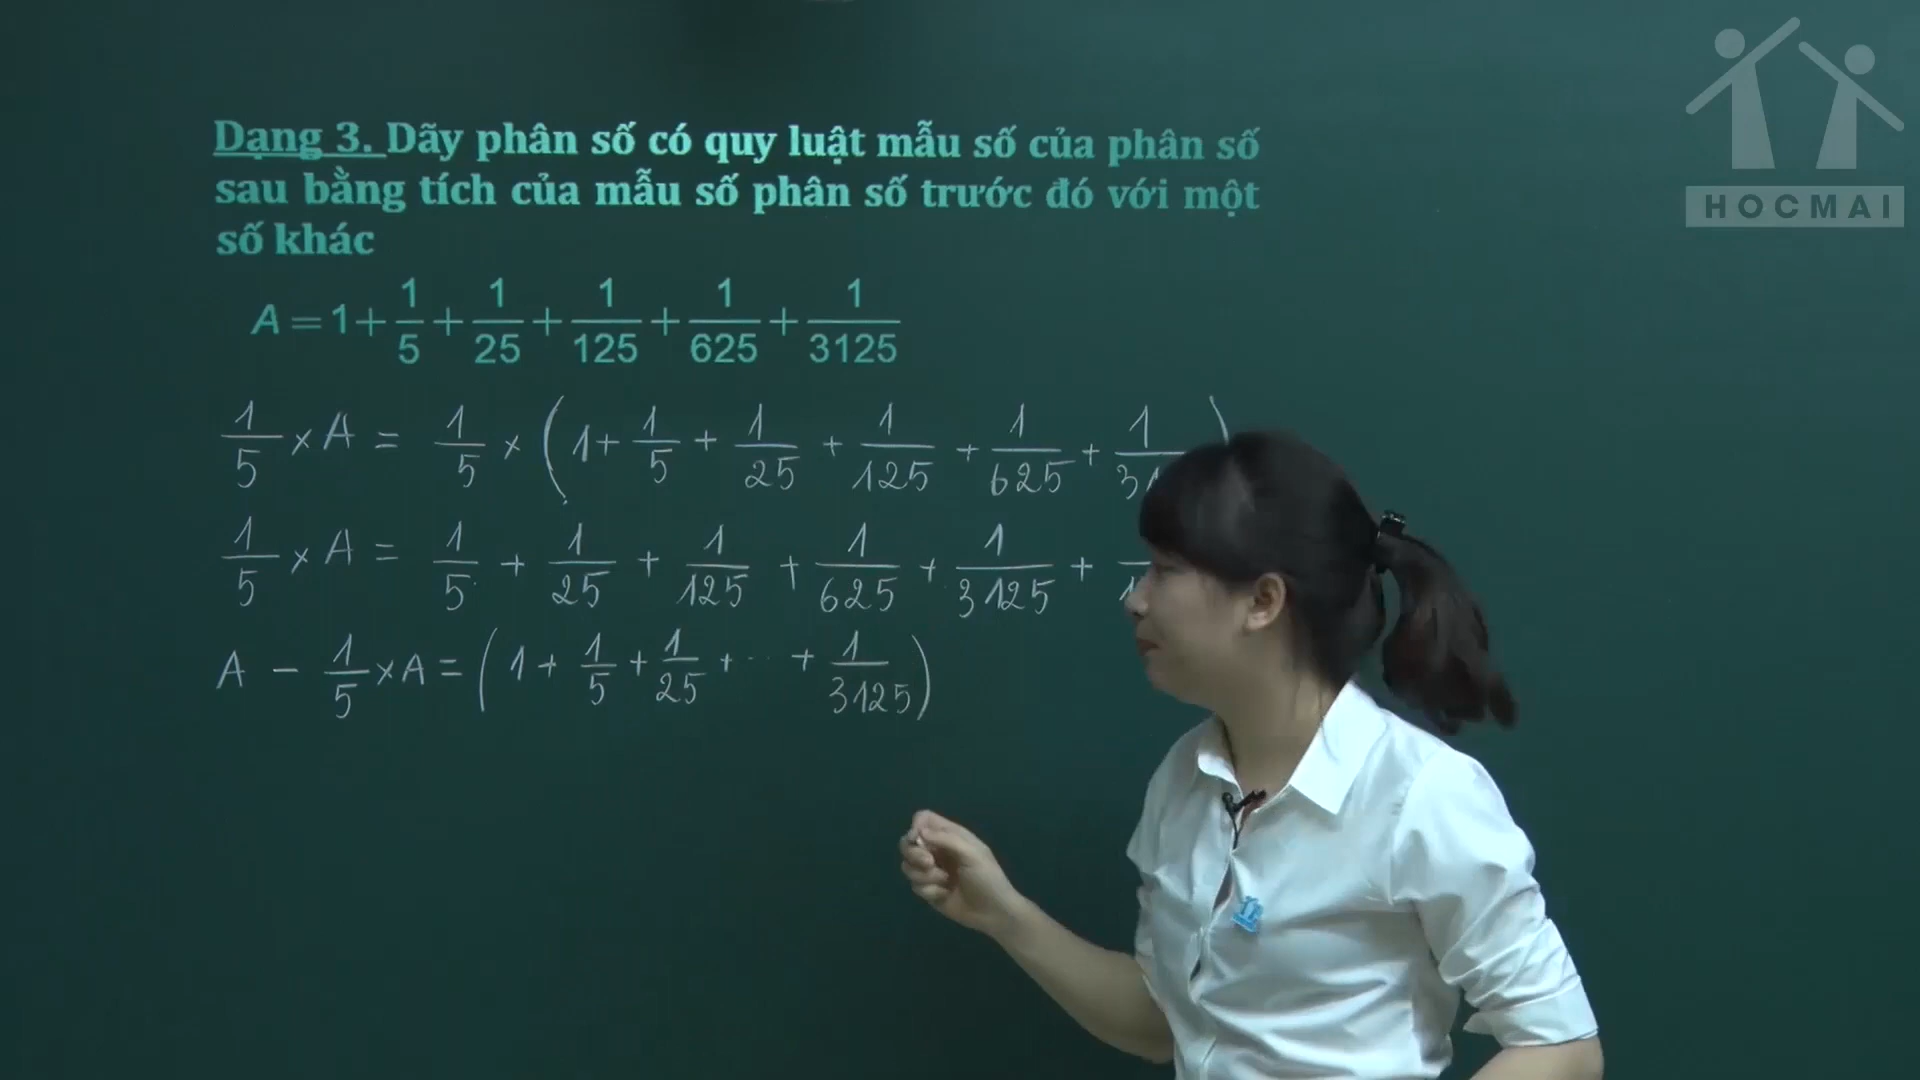 HOCMAI
Dạng 3. Dãy phân số có quy luật mẫu số của phân số
sau bằng tích của mẫu số phân số trước đó với một
số khác
A = 1 + 1/5 + 1/25 + 1/125 + 1/625 + 1/3125
1/5 × A = 1/5 × ( 1 + 1/5 + 1/25 + 1/125 + 1/625 + 1/31 )
1/5 × A = 1/5 + 1/25 + 1/125 + 1/625 + 1/3125 +
A - 1/5 × A = ( 1 + 1/5 + 1/25 + ... + 1/3125 )